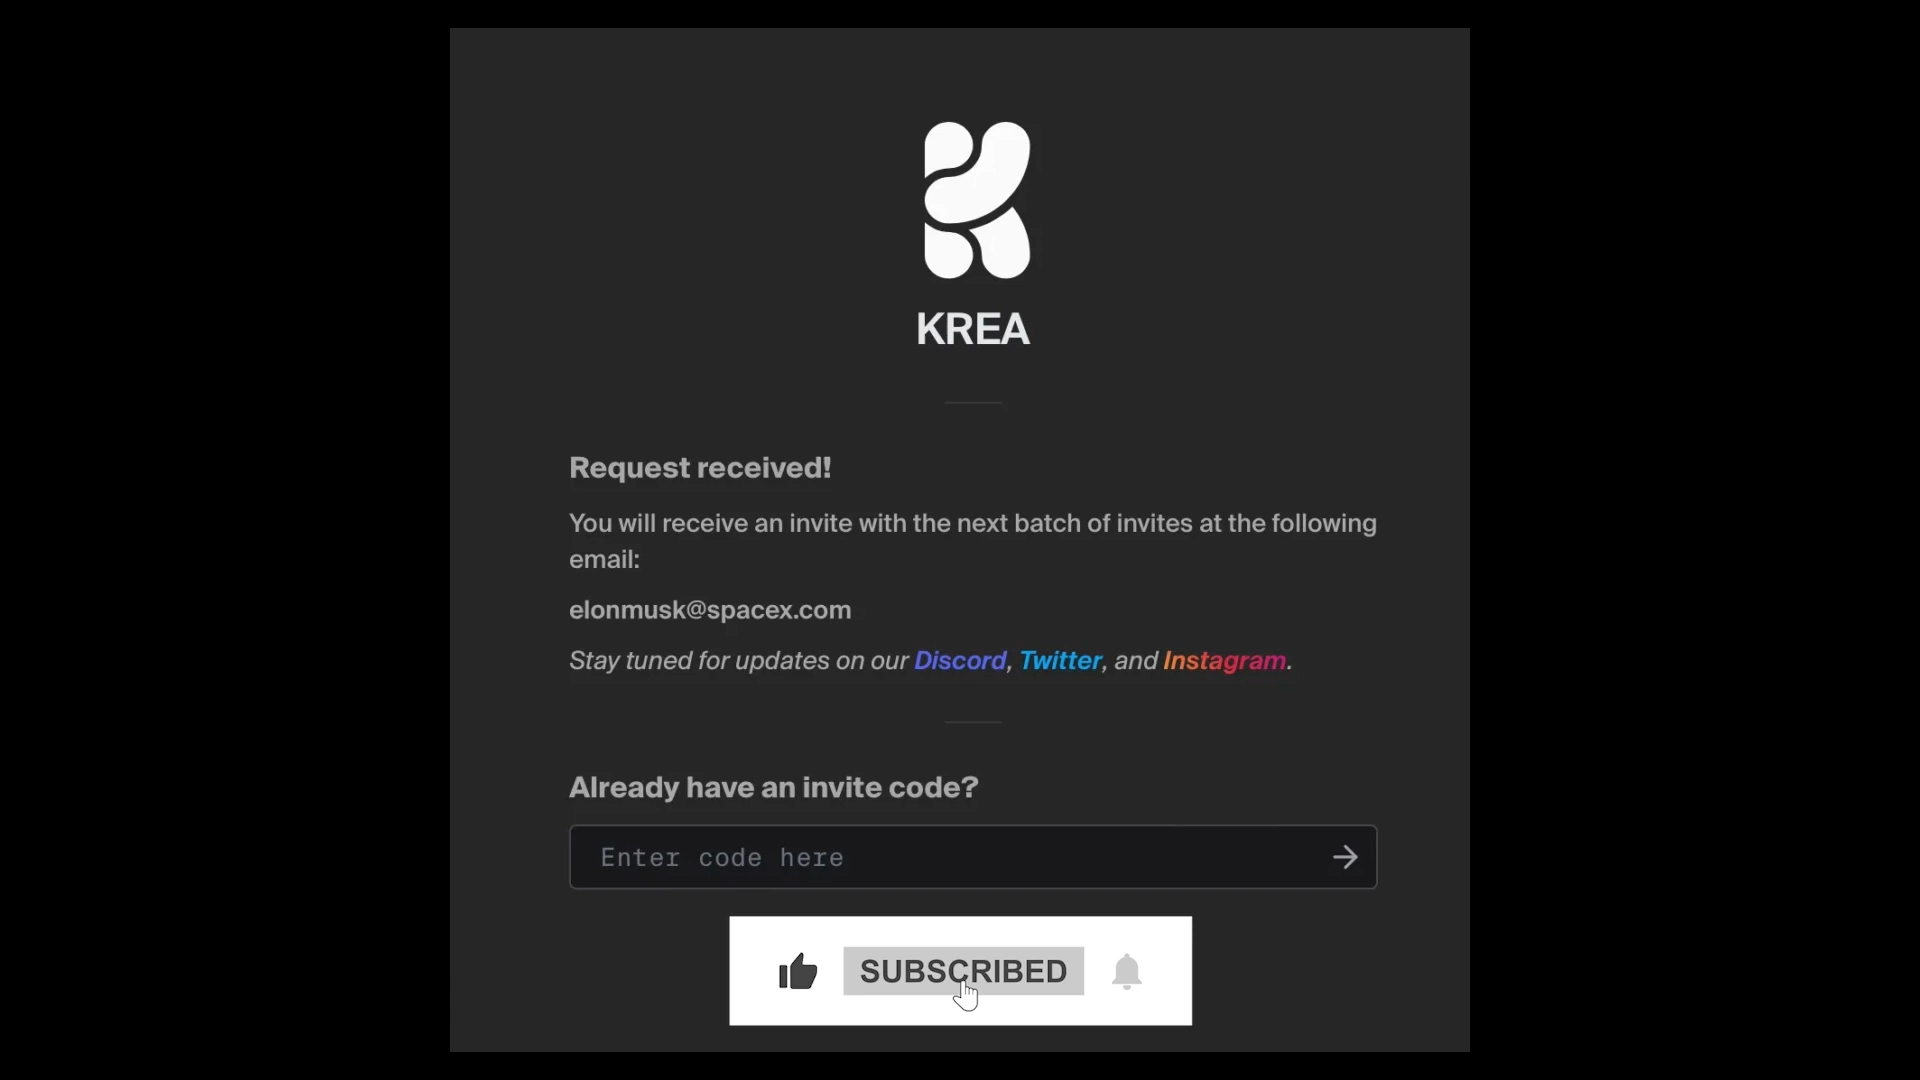 KREA
Request received!
You will receive an invite with the next batch of invites at the following
email:
elonmusk@spacex.com
Stay tuned for updates on our Discord, Twitter, and Instagram.
Already have an invite code?
Enter code here
SUBSCRIBED